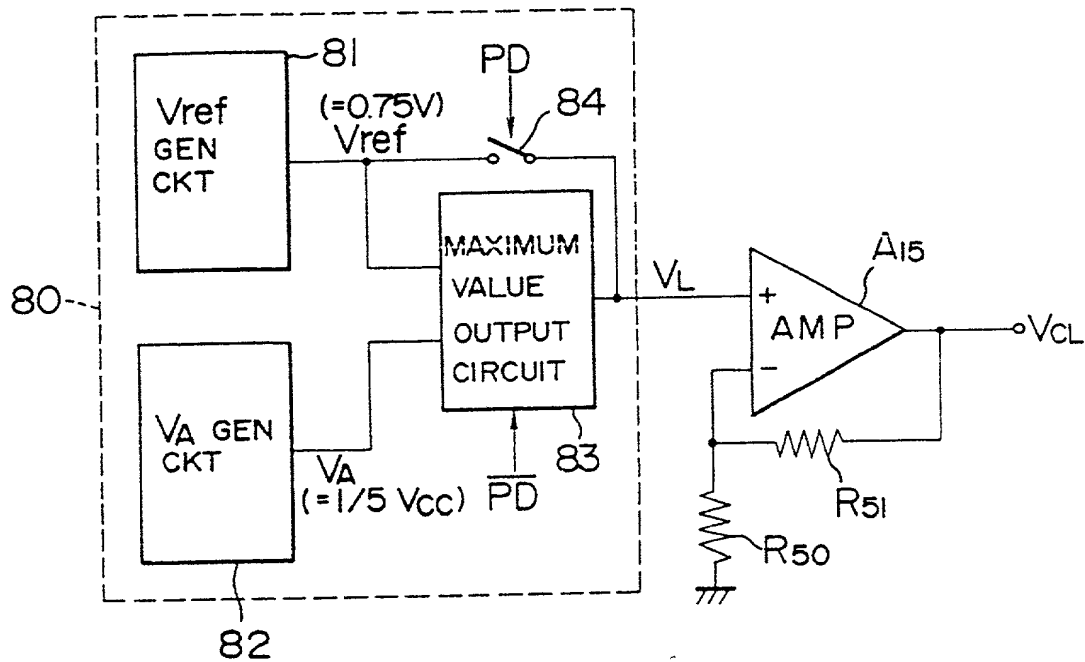 81
Vref
GEN
CKT
(=0.75V)
Vref
PD
84
MAXIMUM
VALUE
OUTPUT
CIRCUIT
80
VL
A15
+
AMP
−
VCL
VA GEN
CKT
VA
(=1/5 VCC)
PD
83
R51
R50
82